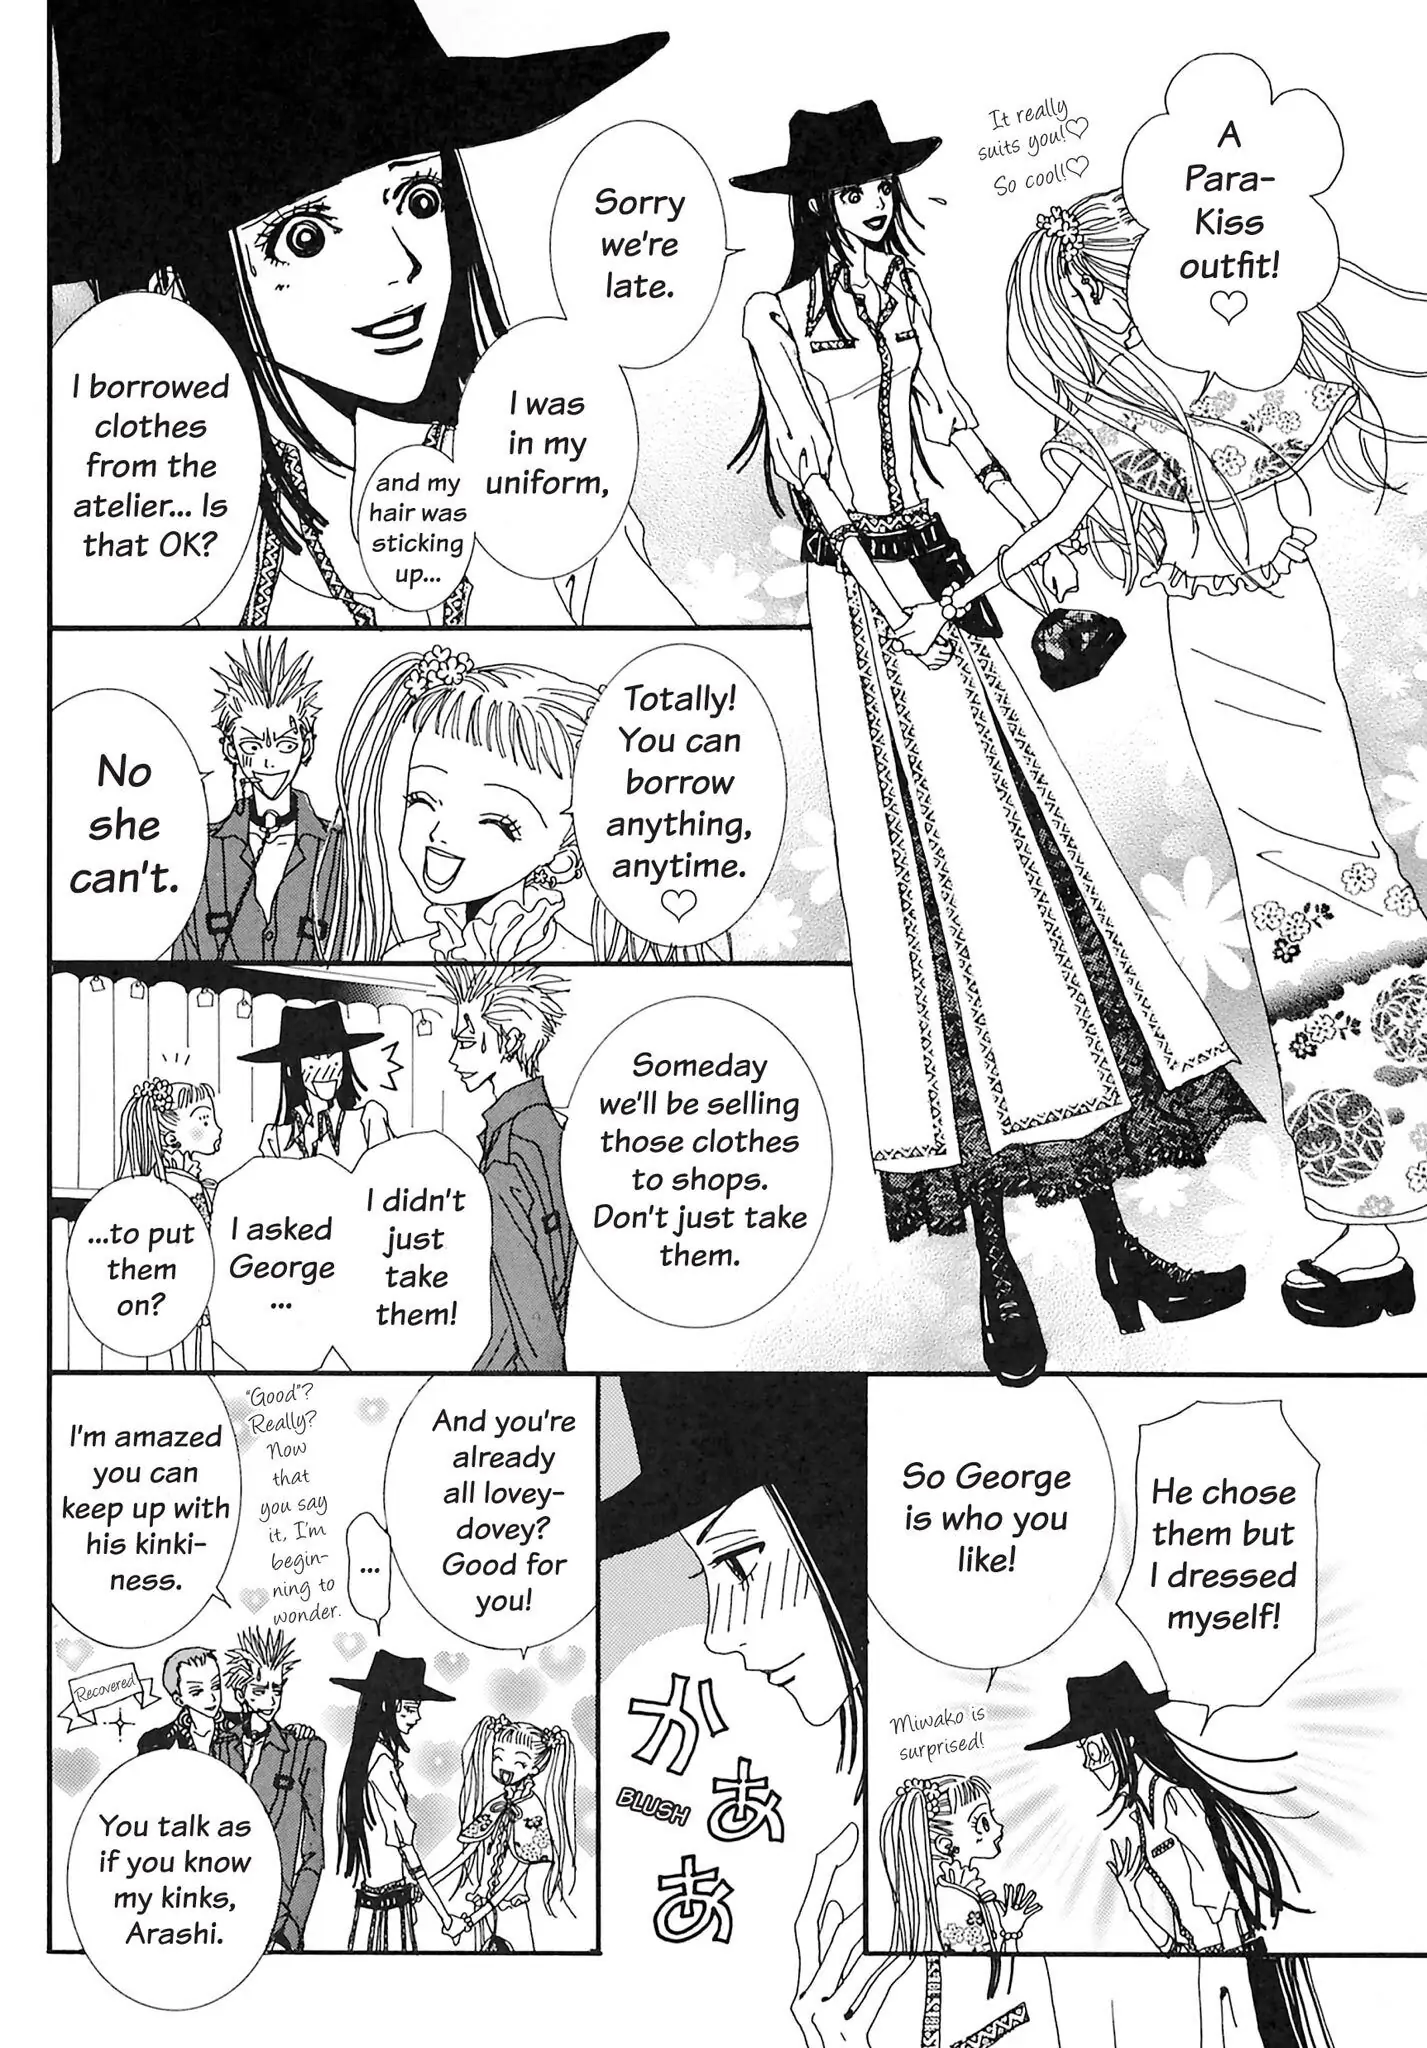 A
Para-
Kiss
outfit!
♡
It really
suits you!♡
So cool!♡
Sorry
we're
late.
I was
in my
uniform,
and my
hair was
sticking
up...
I borrowed
clothes
from the
atelier... Is
that OK?
Totally!
You can
borrow
anything,
anytime.
♡
No
she
can't.
Someday
we'll be selling
those clothes
to shops.
Don't just take
them.
I didn't
just
take
them!
I asked
George
...
...to put
them
on?
He chose
them but
I dressed
myself!
So George
is who you
like!
Miwako is
surprised!
かあぁ
BLUSH
And you're
already
all lovey-
dovey?
Good for
you!
...
"Good"?
Really?
Now
that
you say
it, I'm
begin-
ning to
wonder.
I'm amazed
you can
keep up with
his kinki-
ness.
Recovered
You talk as
if you know
my kinks,
Arashi.